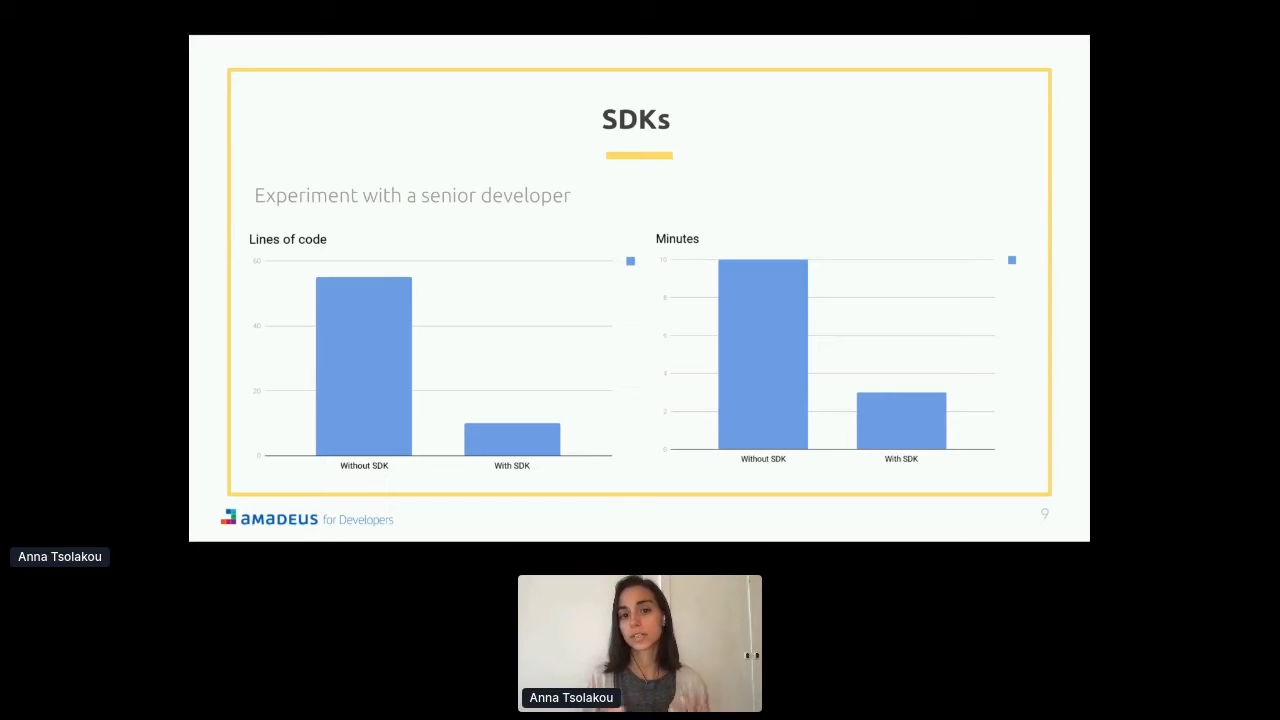 SDKs
Experiment with a senior developer
Lines of code
60
40
20
0
Without SDK
With SDK
Minutes
10
8
6
4
2
0
Without SDK
With SDK
amadeus for Developers
9
Anna Tsolakou
Anna Tsolakou